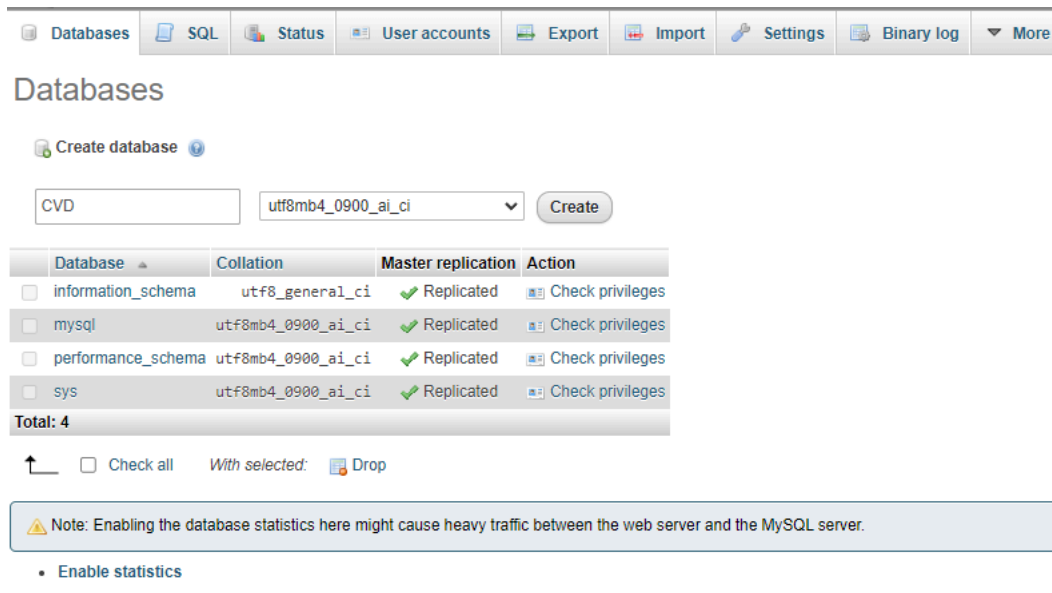 Databases SQL Status User accounts Export Import Settings Binary log More
Databases
Create database
CVD utf8mb4_0900_ai_ci Create
Database Collation Master replication Action
information_schema utf8_general_ci Replicated Check privileges
mysql utf8mb4_0900_ai_ci Replicated Check privileges
performance_schema utf8mb4_0900_ai_ci Replicated Check privileges
sys utf8mb4_0900_ai_ci Replicated Check privileges
Total: 4
Check all With selected: Drop
Note: Enabling the database statistics here might cause heavy traffic between the web server and the MySQL server.
• Enable statistics